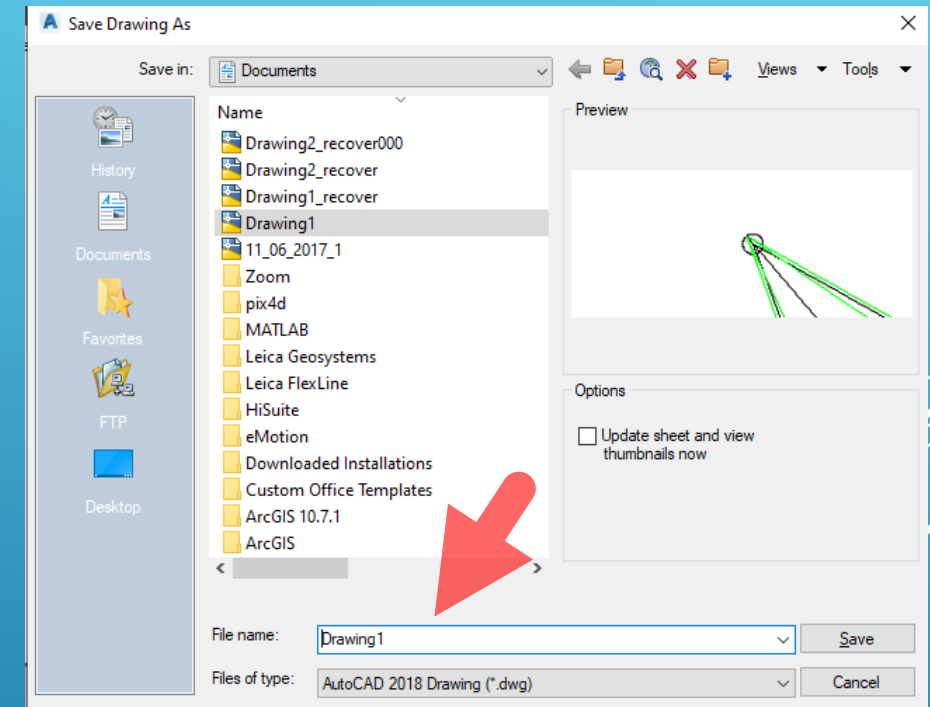 Save Drawing As
Save in:
Documents
Views
Tools
History
Documents
Favorites
FTP
Desktop
Name
Drawing2_recover000
Drawing2_recover
Drawing1_recover
Drawing1
11_06_2017_1
Zoom
pix4d
MATLAB
Leica Geosystems
Leica FlexLine
HiSuite
eMotion
Downloaded Installations
Custom Office Templates
ArcGIS 10.7.1
ArcGIS
Preview
Options
Update sheet and view
thumbnails now
File name:
Drawing1
Save
Files of type:
AutoCAD 2018 Drawing (*.dwg)
Cancel